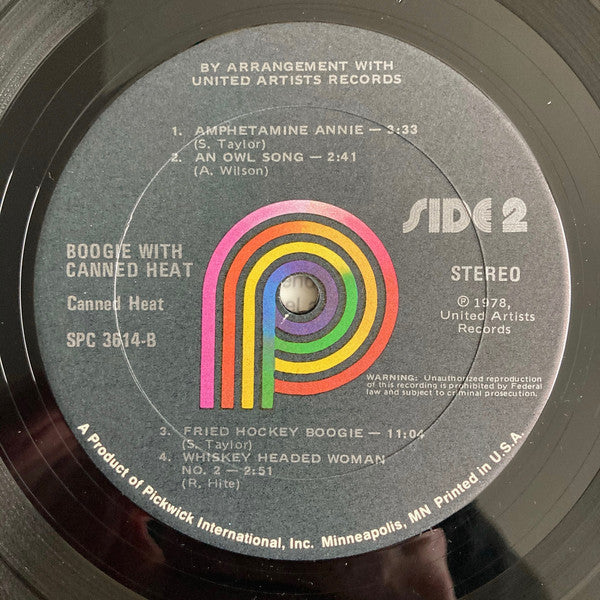 BY ARRANGEMENT WITH
UNITED ARTISTS RECORDS
1. AMPHETAMINE ANNIE — 3:33
(S. Taylor)
2. AN OWL SONG — 2:41
(A. Wilson)
SIDE 2
BOOGIE WITH
CANNED HEAT
Canned Heat
SPC 3614-B
STEREO
℗ 1978,
United Artists
Records
WARNING: Unauthorized reproduction
of this recording is prohibited by Federal
law and subject to criminal prosecution.
3. FRIED HOCKEY BOOGIE — 11:04
(S. Taylor)
4. WHISKEY HEADED WOMAN
NO. 2 — 2:51
(R. Hite)
A Product of Pickwick International, Inc. Minneapolis, MN Printed in U.S.A.